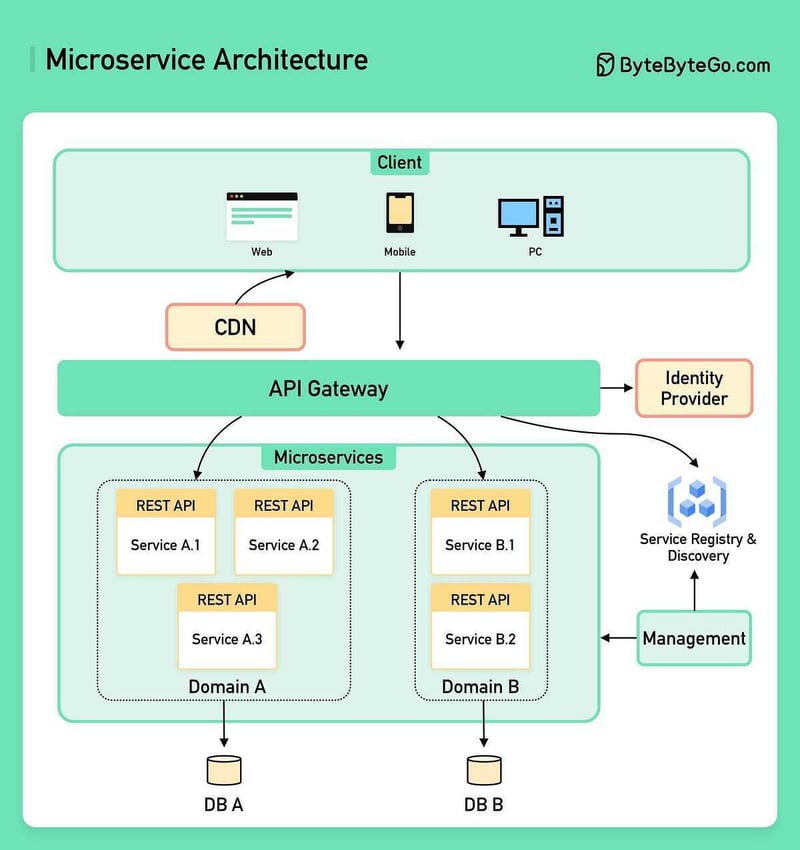 Microservice Architecture
ByteByteGo.com
Client
Web
Mobile
PC
CDN
API Gateway
Identity
Provider
Microservices
REST API
Service A.1
REST API
Service A.2
REST API
Service A.3
Domain A
REST API
Service B.1
REST API
Service B.2
Domain B
Service Registry &
Discovery
Management
DB A
DB B